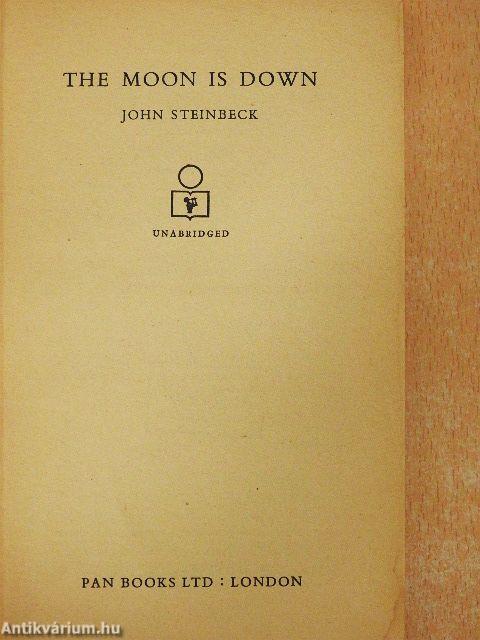 THE MOON IS DOWN
JOHN STEINBECK
UNABRIDGED
PAN BOOKS LTD : LONDON
Antikvárium.hu